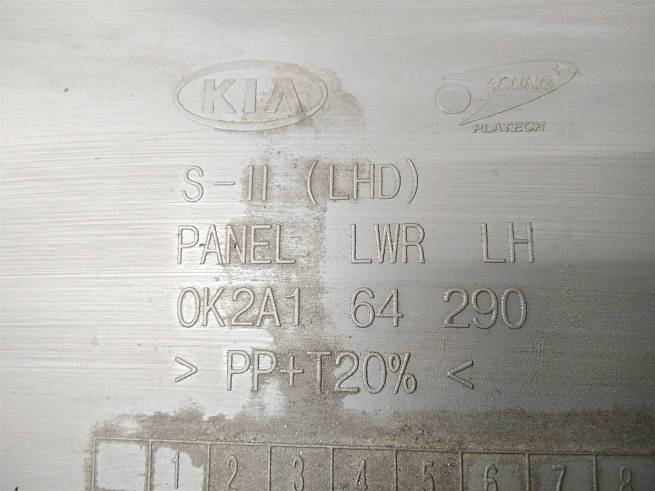 KIA
ASUNG
PLATECH
S-II (LHD)
PANEL LWR LH
0K2A1 64 290
> PP+T20% <
1 2 3 4 5 6 7 8